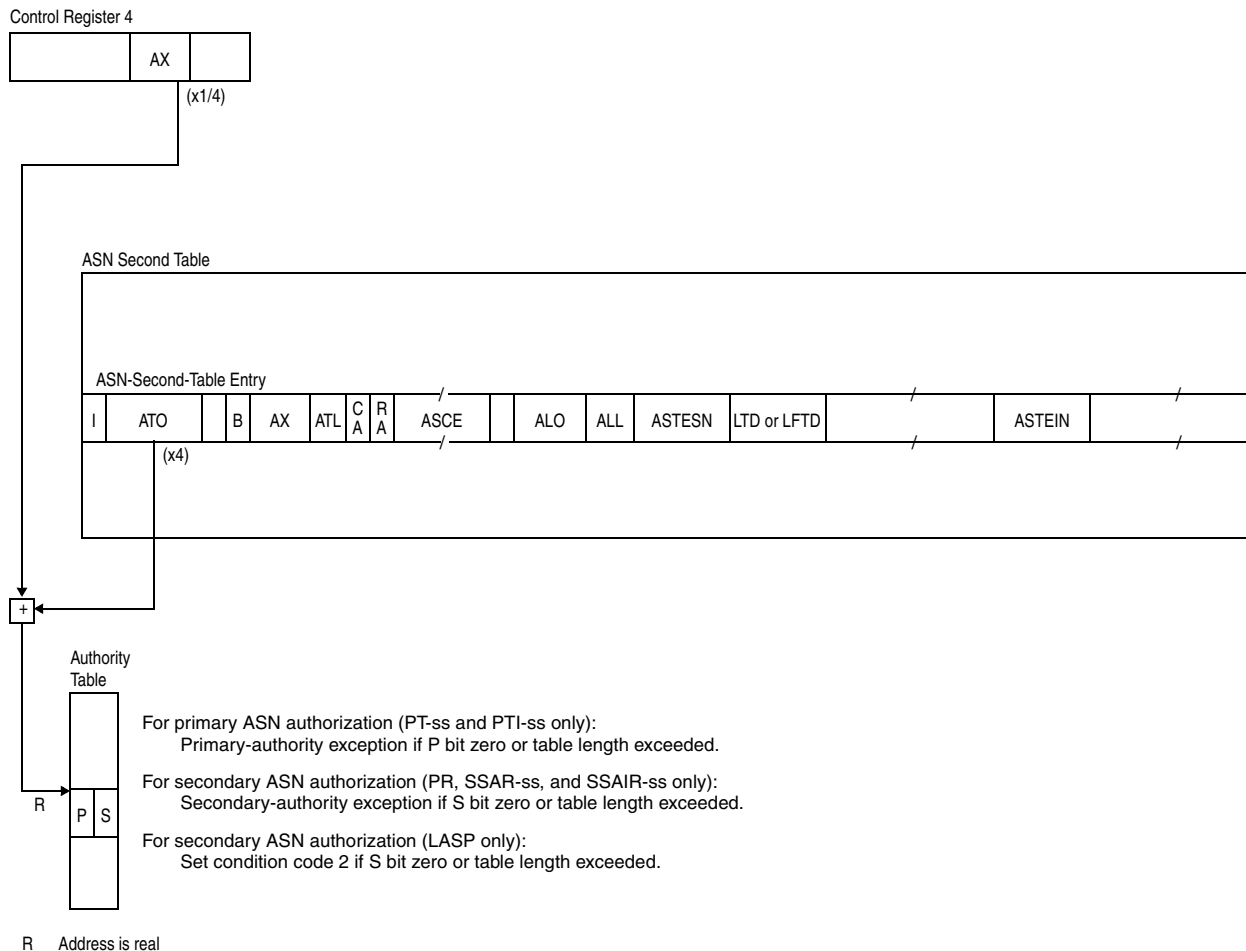 Control Register 4
AX
(x1/4)
ASN Second Table
ASN-Second-Table Entry
I ATO B AX ATL CA RA ASCE ALO ALL ASTESN LTD or LFTD ASTEIN
(x4)
+
Authority
Table
For primary ASN authorization (PT-ss and PTI-ss only):
Primary-authority exception if P bit zero or table length exceeded.
For secondary ASN authorization (PR, SSAR-ss, and SSAIR-ss only):
Secondary-authority exception if S bit zero or table length exceeded.
R
P S
For secondary ASN authorization (LASP only):
Set condition code 2 if S bit zero or table length exceeded.
R Address is real